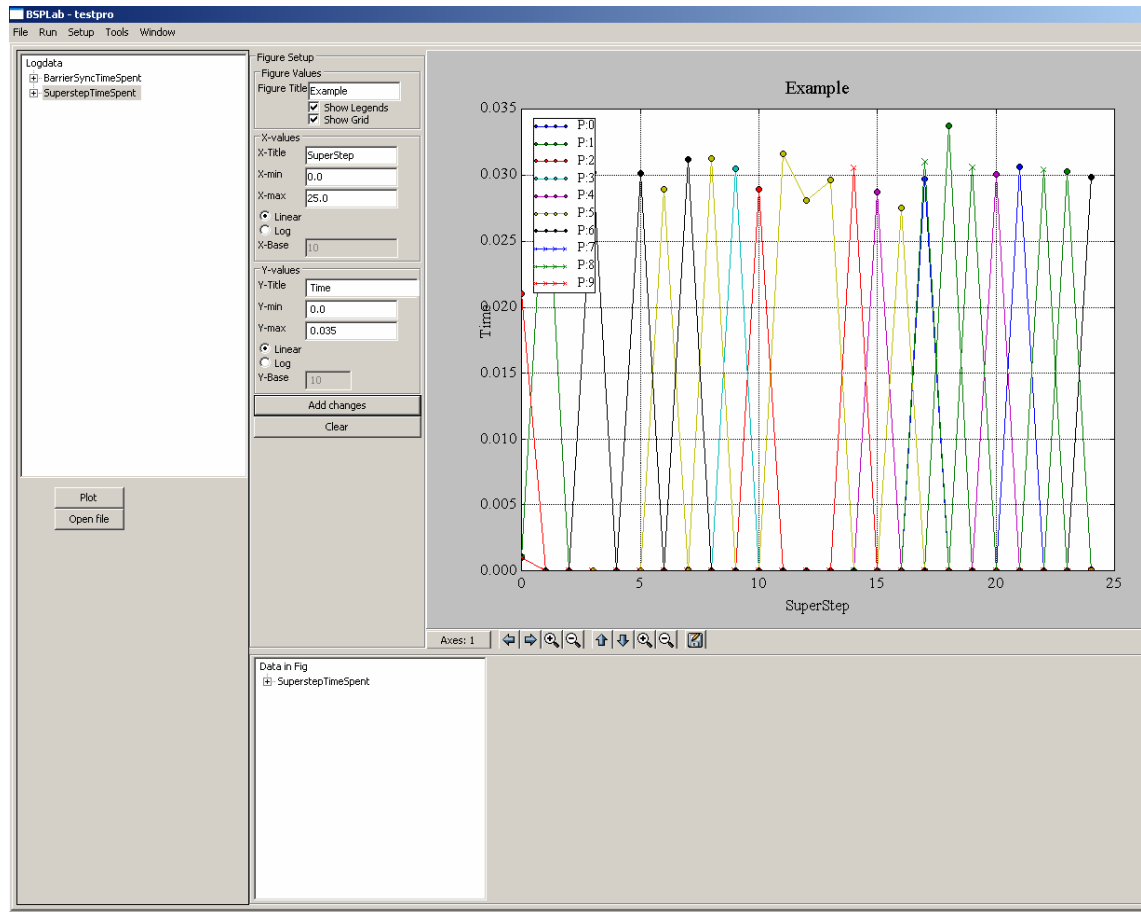 BSPLab - testpro
File Run Setup Tools Window
Logdata
BarrierSyncTimeSpent
SuperstepTimeSpent
Plot
Open file
Figure Setup
Figure Values
Figure Title Example
Show Legends
Show Grid
X-values
X-Title SuperStep
X-min 0.0
X-max 25.0
Linear
Log
X-Base 10
Y-values
Y-Title Time
Y-min 0.0
Y-max 0.035
Linear
Log
Y-Base 10
Add changes
Clear
Example
0.035
0.030
0.025
0.020
0.015
0.010
0.005
0.000
Time
P:0
P:1
P:2
P:3
P:4
P:5
P:6
P:7
P:8
P:9
0 5 10 15 20 25
SuperStep
Axes: 1
Data in Fig
SuperstepTimeSpent